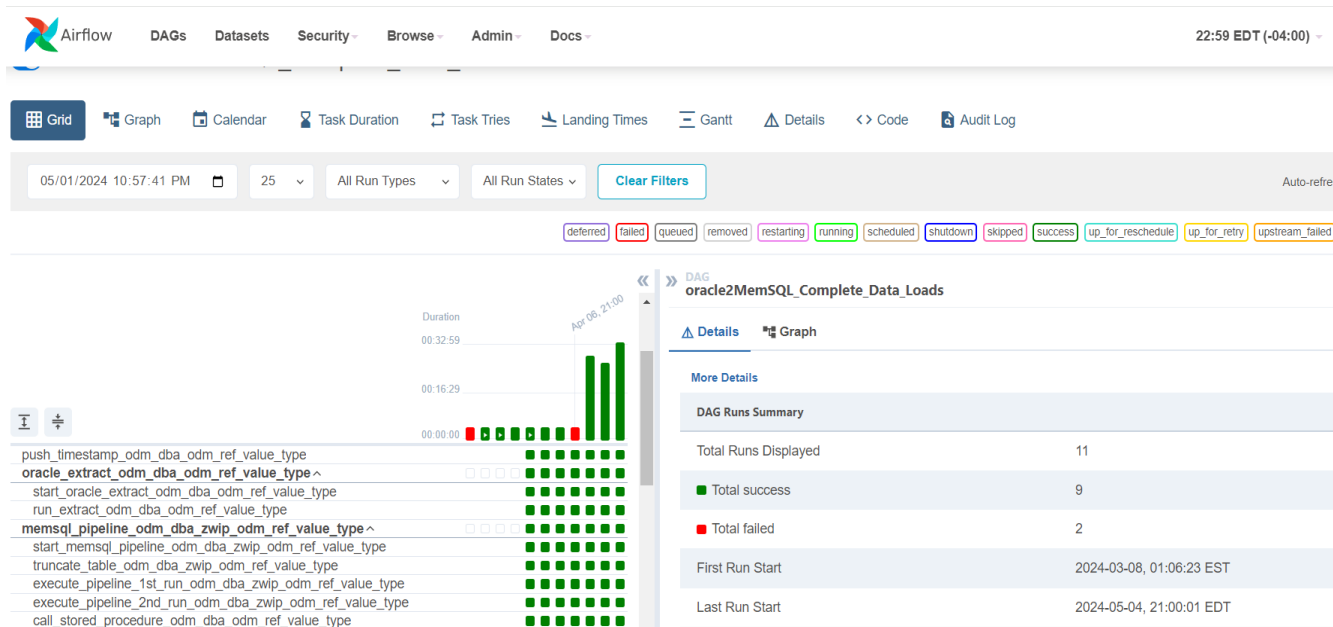 Airflow DAGs Datasets Security Browse Admin Docs 22:59 EDT (-04:00)
Grid Graph Calendar Task Duration Task Tries Landing Times Gantt Details Code Audit Log
05/01/2024 10:57:41 PM 25 All Run Types All Run States Clear Filters Auto-refre
deferred failed queued removed restarting running scheduled shutdown skipped success up_for_reschedule up_for_retry upstream_failed
Duration
Apr 06, 21:00
00:32:59
00:16:29
00:00:00
push_timestamp_odm_dba_odm_ref_value_type
oracle_extract_odm_dba_odm_ref_value_type
start_oracle_extract_odm_dba_odm_ref_value_type
run_extract_odm_dba_odm_ref_value_type
memsql_pipeline_odm_dba_zwip_odm_ref_value_type
start_memsql_pipeline_odm_dba_zwip_odm_ref_value_type
truncate_table_odm_dba_zwip_odm_ref_value_type
execute_pipeline_1st_run_odm_dba_zwip_odm_ref_value_type
execute_pipeline_2nd_run_odm_dba_zwip_odm_ref_value_type
call_stored_procedure_odm_dba_odm_ref_value_type
DAG
oracle2MemSQL_Complete_Data_Loads
Details Graph
More Details
DAG Runs Summary
Total Runs Displayed 11
Total success 9
Total failed 2
First Run Start 2024-03-08, 01:06:23 EST
Last Run Start 2024-05-04, 21:00:01 EDT